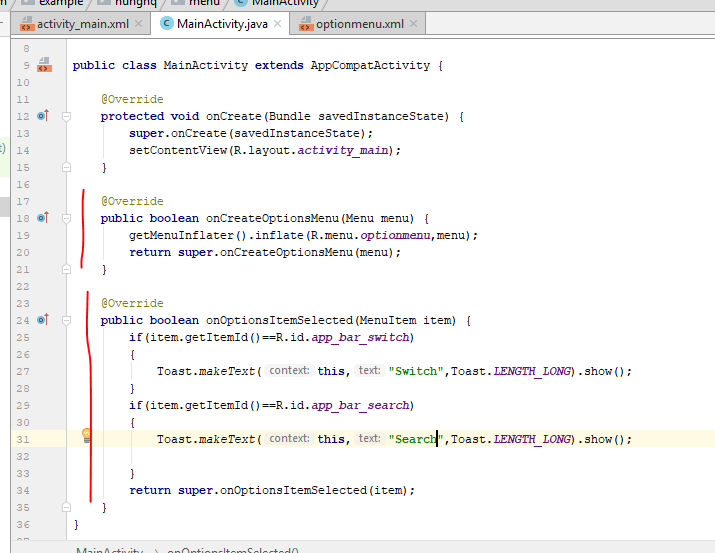 example hunghq menu MainActivity
activity_main.xml MainActivity.java optionmenu.xml
8
9 public class MainActivity extends AppCompatActivity {
10
11 @Override
12 protected void onCreate(Bundle savedInstanceState) {
13 super.onCreate(savedInstanceState);
14 setContentView(R.layout.activity_main);
15 }
16
17 @Override
18 public boolean onCreateOptionsMenu(Menu menu) {
19 getMenuInflater().inflate(R.menu.optionmenu,menu);
20 return super.onCreateOptionsMenu(menu);
21 }
22
23 @Override
24 public boolean onOptionsItemSelected(MenuItem item) {
25 if(item.getItemId()==R.id.app_bar_switch)
26 {
27 Toast.makeText( context: this, text: "Switch",Toast.LENGTH_LONG).show();
28 }
29 if(item.getItemId()==R.id.app_bar_search)
30 {
31 Toast.makeText( context: this, text: "Search",Toast.LENGTH_LONG).show();
32
33 }
34 return super.onOptionsItemSelected(item);
35 }
36 }
MainActivity > onOptionsItemSelected()